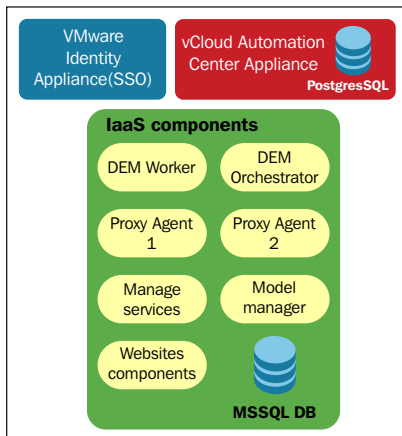 VMware
Identity
Appliance(SSO)
vCloud Automation
Center Appliance
PostgresSQL
IaaS components
DEM Worker
DEM
Orchestrator
Proxy Agent
1
Proxy Agent
2
Manage
services
Model
manager
Websites
components
MSSQL DB